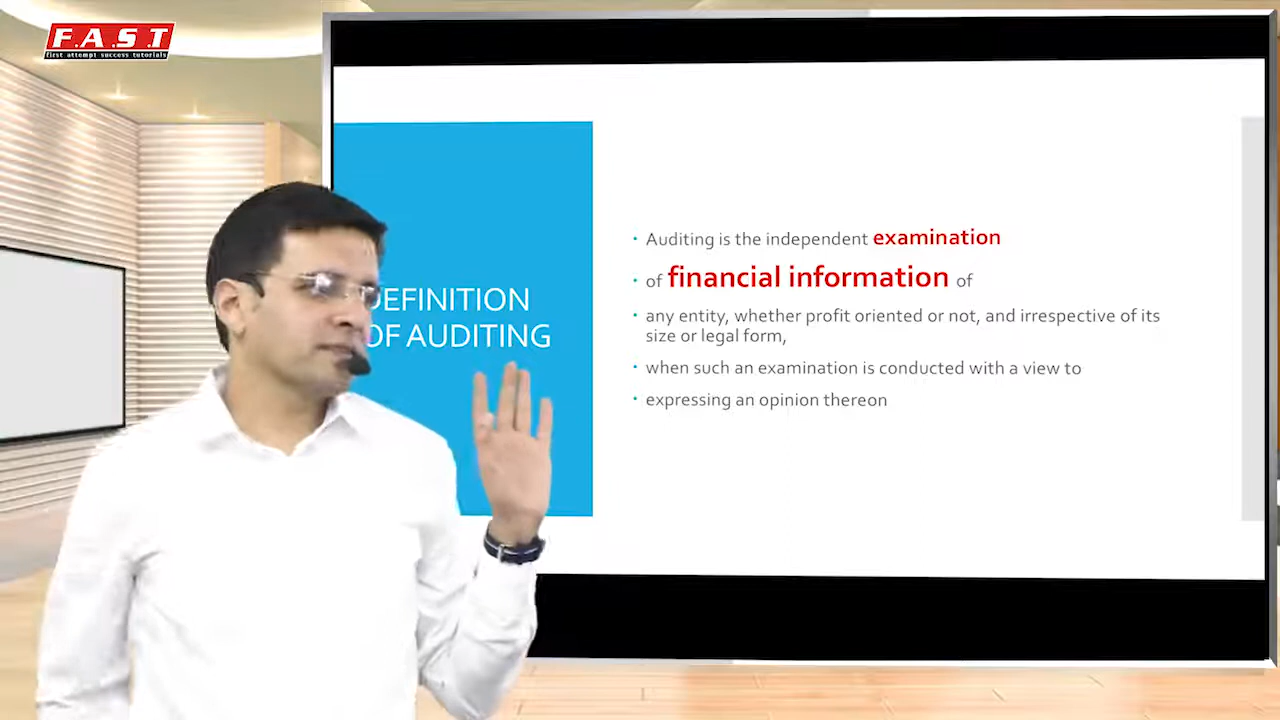 F.A.S.T
first attempt success tutorials
DEFINITION
OF AUDITING
• Auditing is the independent examination
• of financial information of
• any entity, whether profit oriented or not, and irrespective of its
size or legal form,
• when such an examination is conducted with a view to
• expressing an opinion thereon